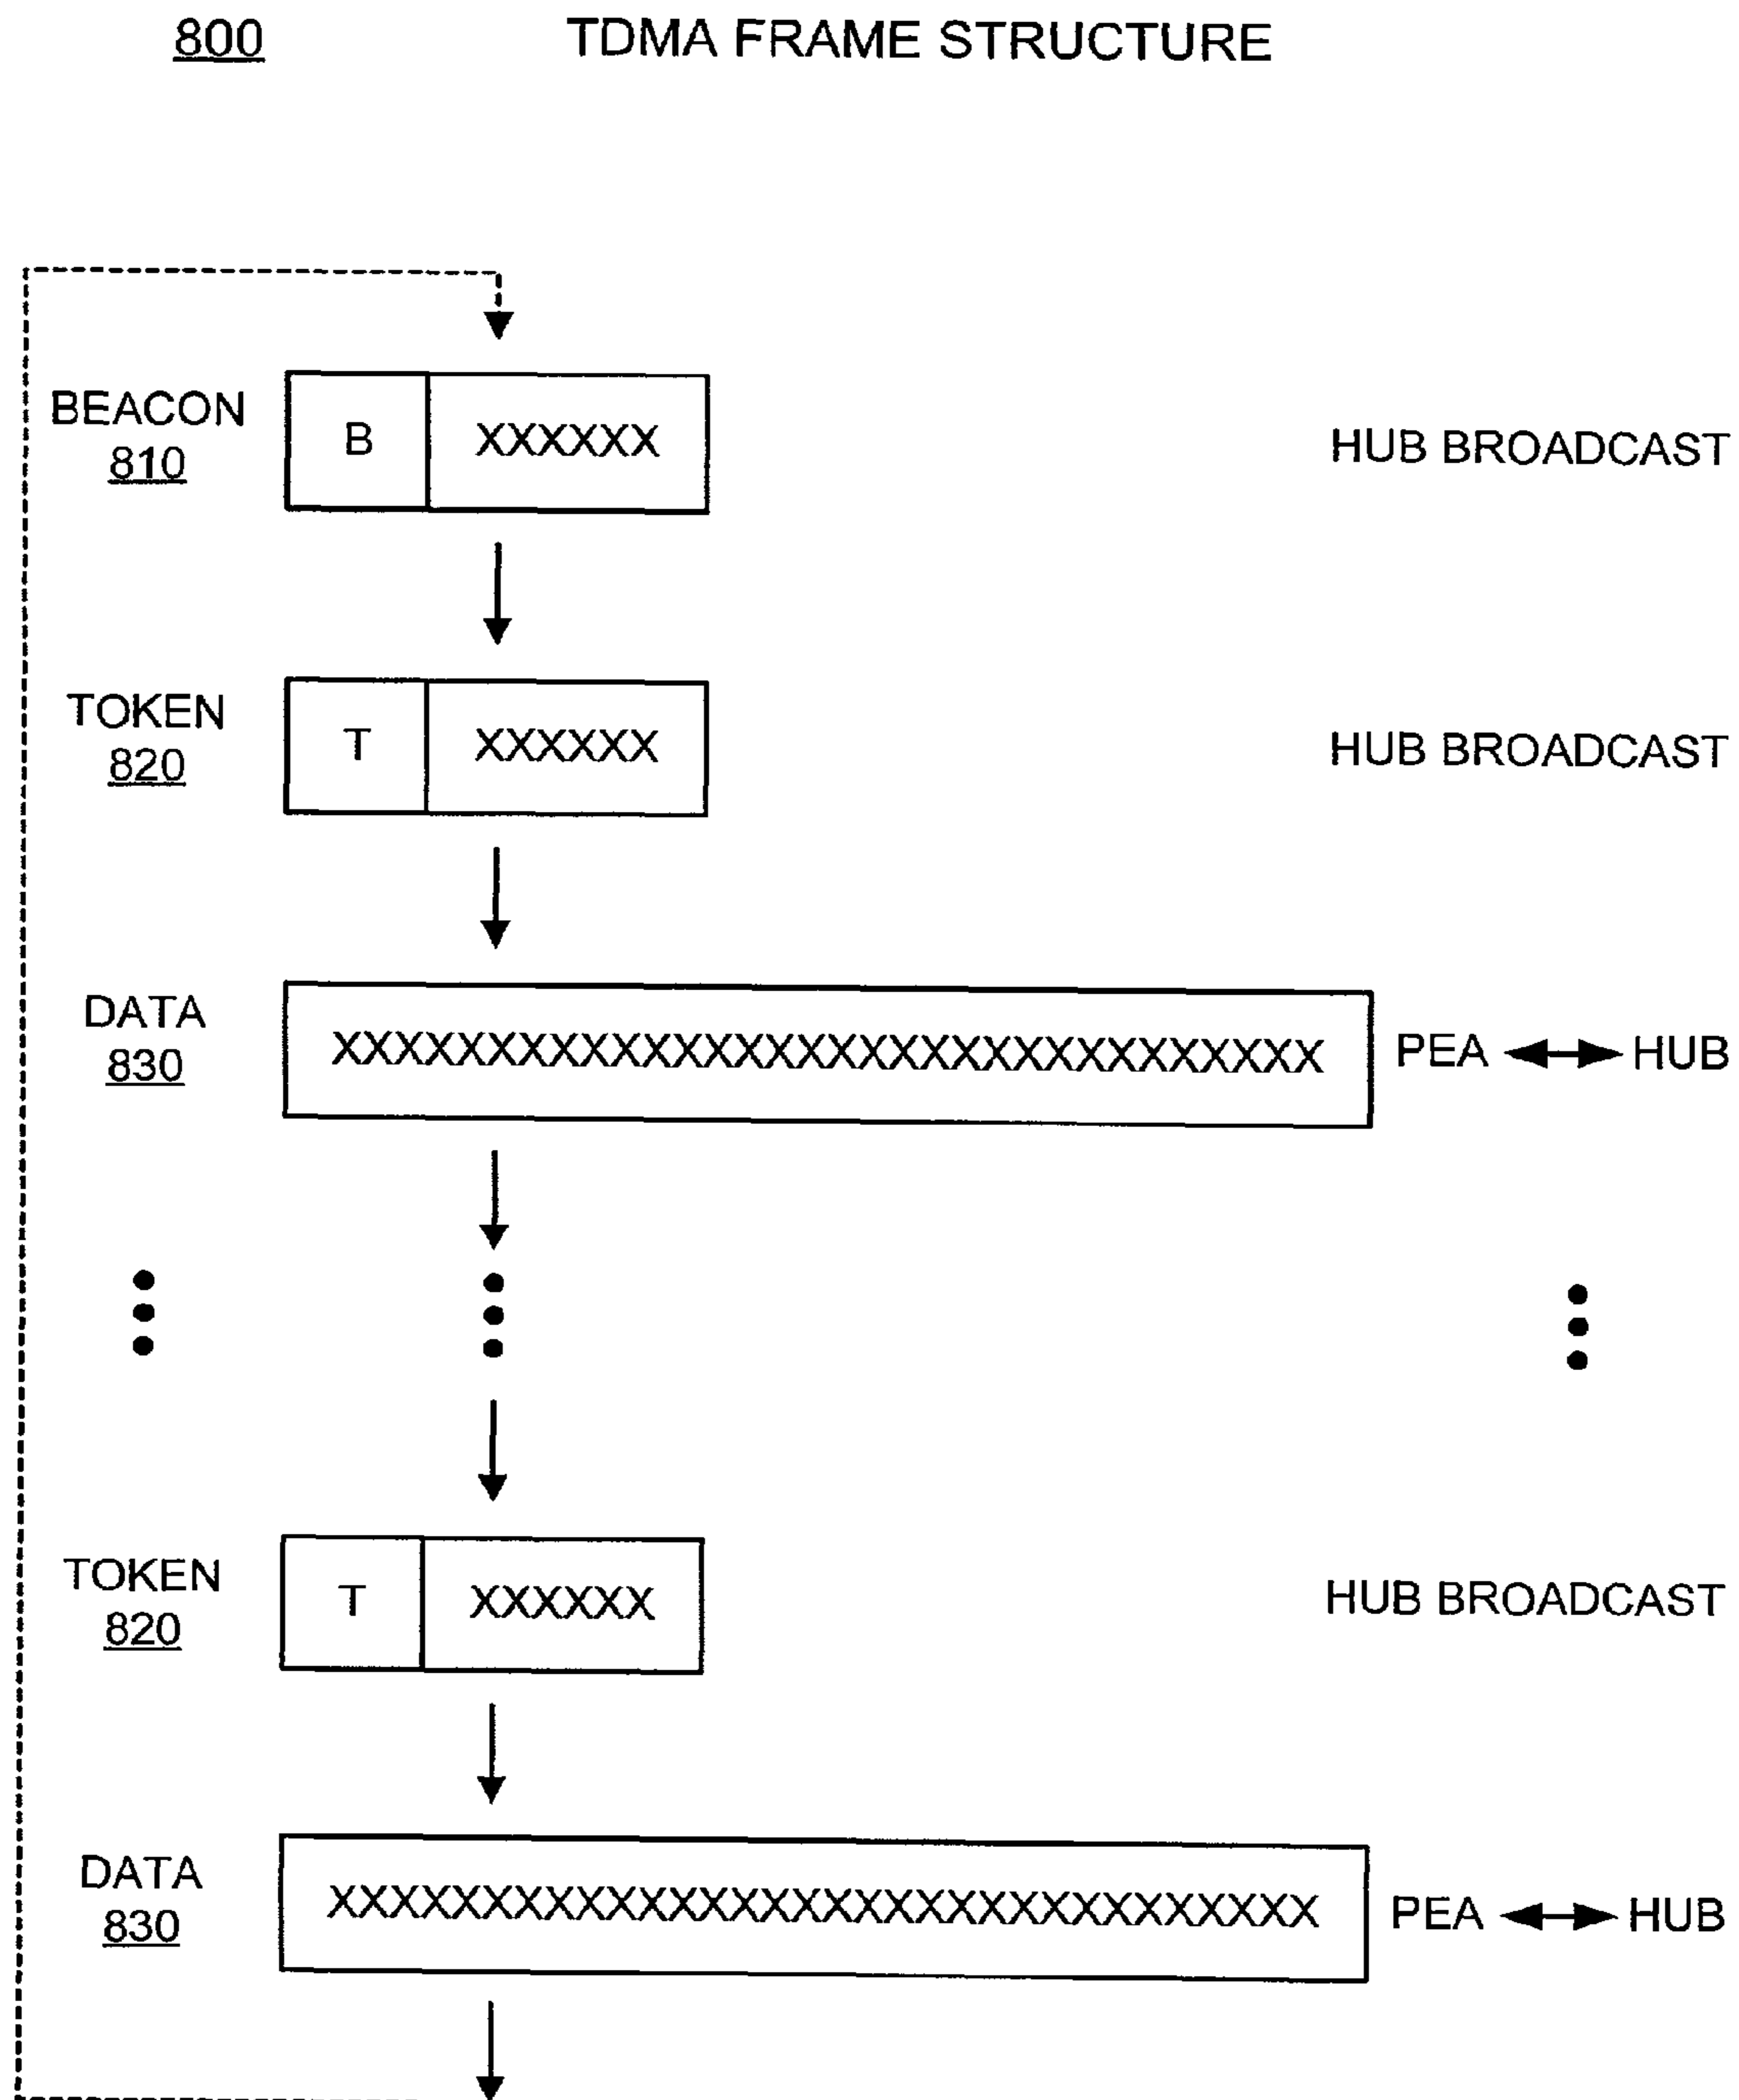 800 TDMA FRAME STRUCTURE
BEACON B XXXXXX HUB BROADCAST
810
TOKEN T XXXXXX HUB BROADCAST
820
DATA XXXXXXXXXXXXXXXXXXXXXXXXXXXXXXXX PEA HUB
830
TOKEN T XXXXXX HUB BROADCAST
820
DATA XXXXXXXXXXXXXXXXXXXXXXXXXXXXXXXX PEA HUB
830